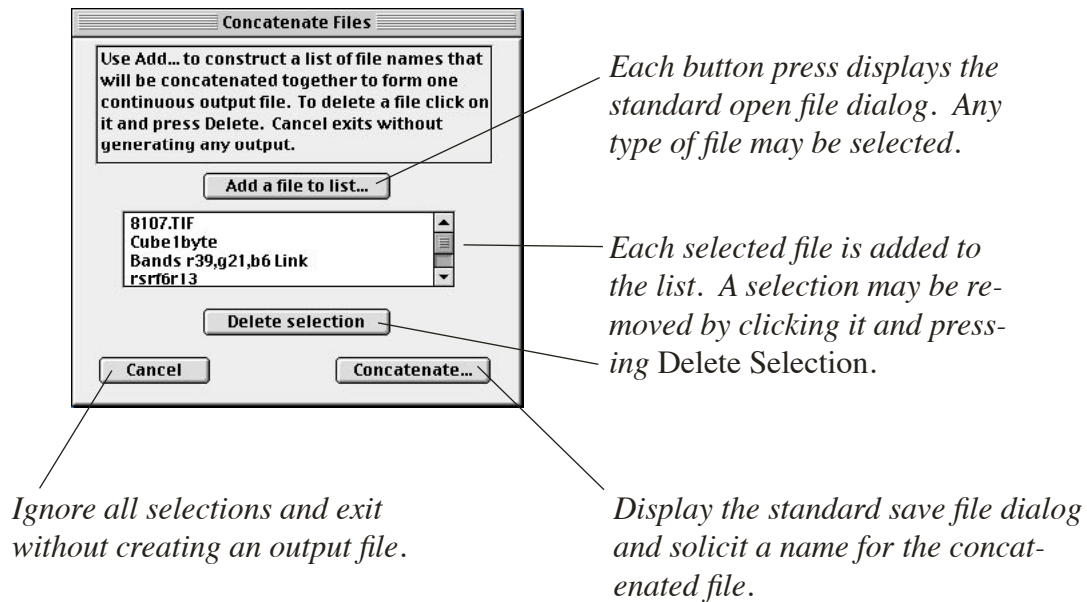 Concatenate Files
Use Add... to construct a list of file names that
will be concatenated together to form one
continuous output file. To delete a file click on
it and press Delete. Cancel exits without
generating any output.
Add a file to list...
8107.TIF
Cube1byte
Bands r39,g21,b6 Link
rsrf6r13
Delete selection
Cancel
Concatenate...
Each button press displays the
standard open file dialog. Any
type of file may be selected.
Each selected file is added to
the list. A selection may be re-
moved by clicking it and press-
ing Delete Selection.
Ignore all selections and exit
without creating an output file.
Display the standard save file dialog
and solicit a name for the concat-
enated file.